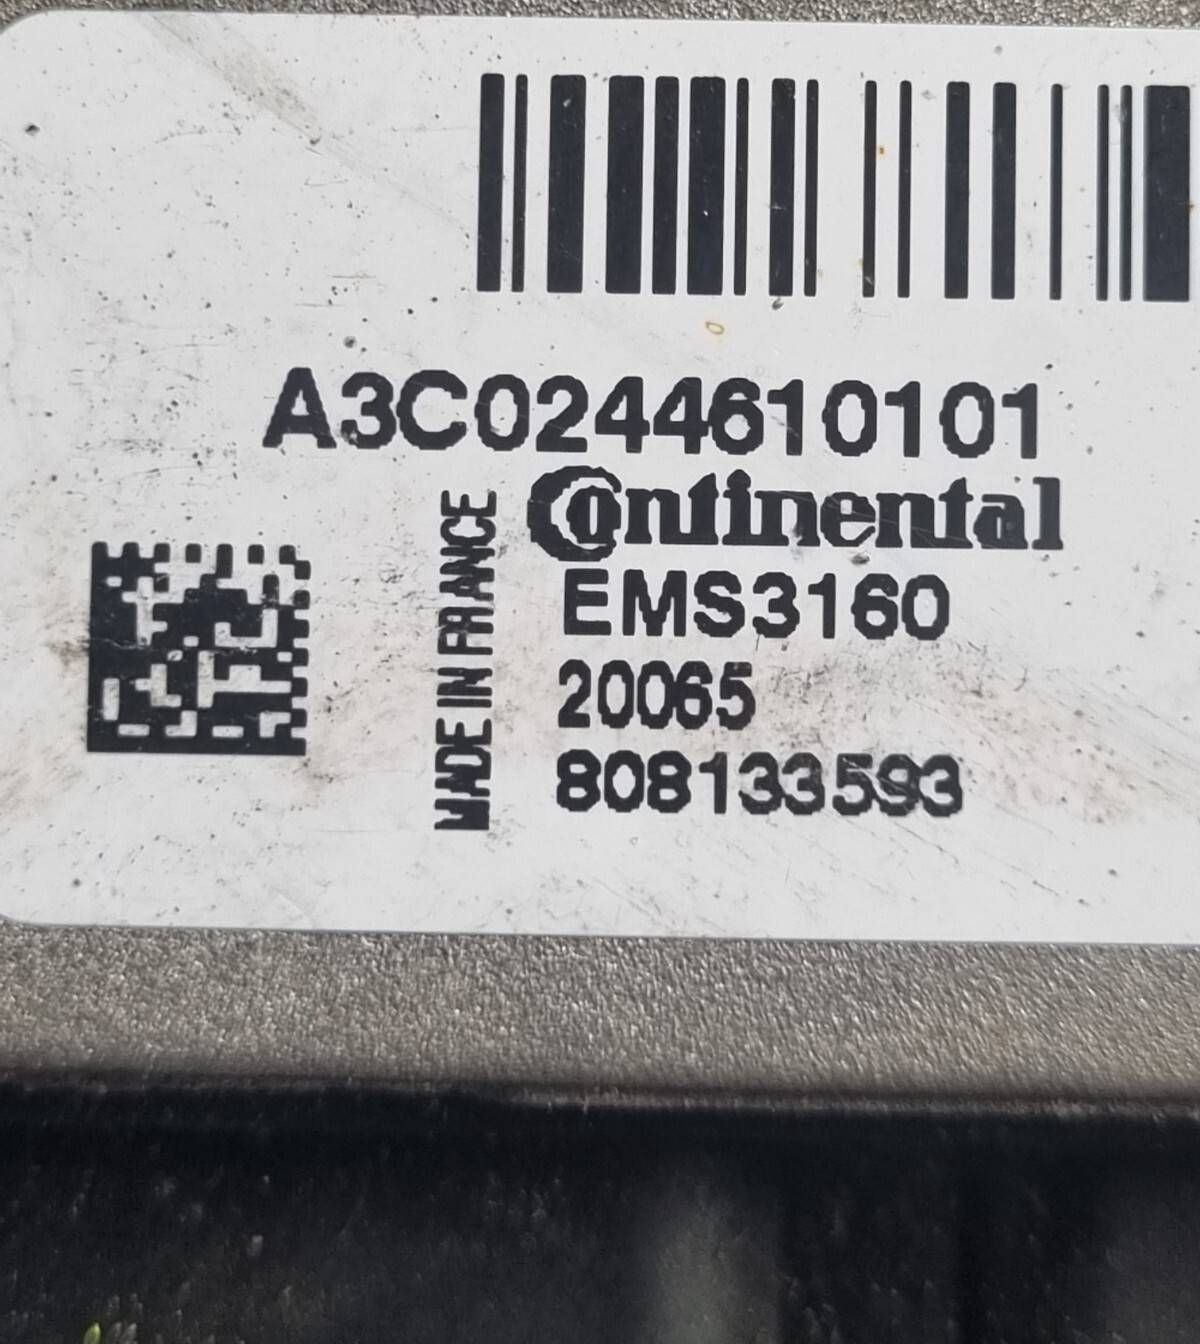 A3C0244610101
Continental
MADE IN FRANCE
EMS3160
20065
808133593